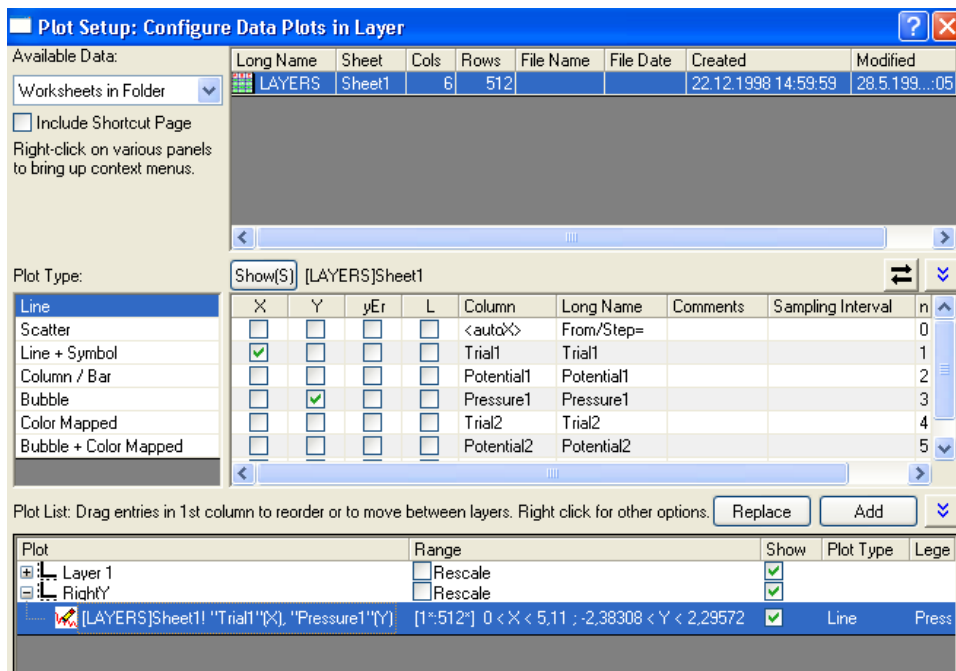 Plot Setup: Configure Data Plots in Layer
Available Data:
Worksheets in Folder
Include Shortcut Page
Right-click on various panels
to bring up context menus.
Long Name Sheet Cols Rows File Name File Date Created Modified
LAYERS Sheet1 6 512 22.12.1998 14:59:59 28.5.199...:05
Plot Type:
Show(S) [LAYERS]Sheet1
Line
Scatter
Line + Symbol
Column / Bar
Bubble
Color Mapped
Bubble + Color Mapped
X Y yEr L Column Long Name Comments Sampling Interval n
<autoX> From/Step= 0
Trial1 Trial1 1
Potential1 Potential1 2
Pressure1 Pressure1 3
Trial2 Trial2 4
Potential2 Potential2 5
Plot List: Drag entries in 1st column to reorder or to move between layers. Right click for other options. Replace Add
Plot Range Show Plot Type Lege
Layer 1 Rescale
RightY Rescale
[LAYERS]Sheet1! "Trial1"(X), "Pressure1"(Y) [1*:512*] 0 < X < 5,11 ; -2,38308 < Y < 2,29572 Line Press